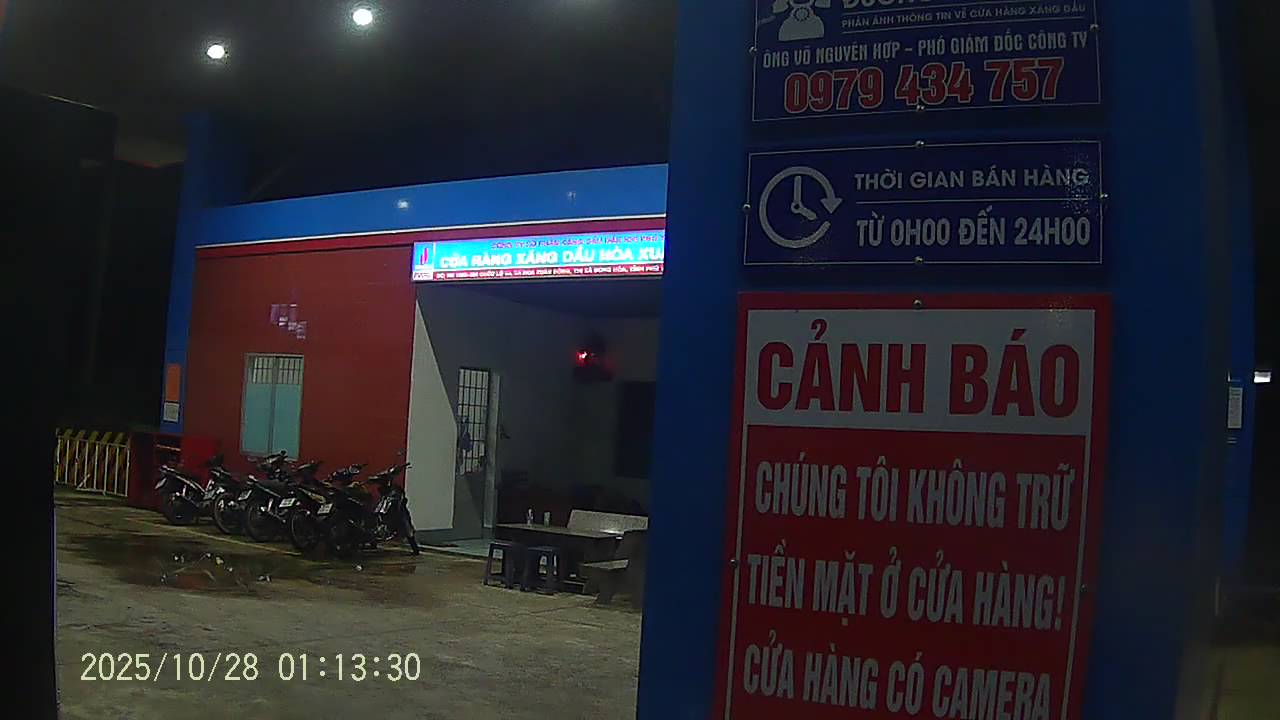 PHẢN ÁNH THÔNG TIN VỀ CỬA HÀNG XĂNG DẦU
ÔNG VÕ NGUYÊN HỢP - PHÓ GIÁM ĐỐC CÔNG TY
0979 434 757
THỜI GIAN BÁN HÀNG
TỪ 0H00 ĐẾN 24H00
CẢNH BÁO
CHÚNG TÔI KHÔNG TRỮ
TIỀN MẶT Ở CỬA HÀNG!
CỬA HÀNG CÓ CAMERA
CỬA HÀNG XĂNG DẦU HÒA
2025/10/28 01:13:30